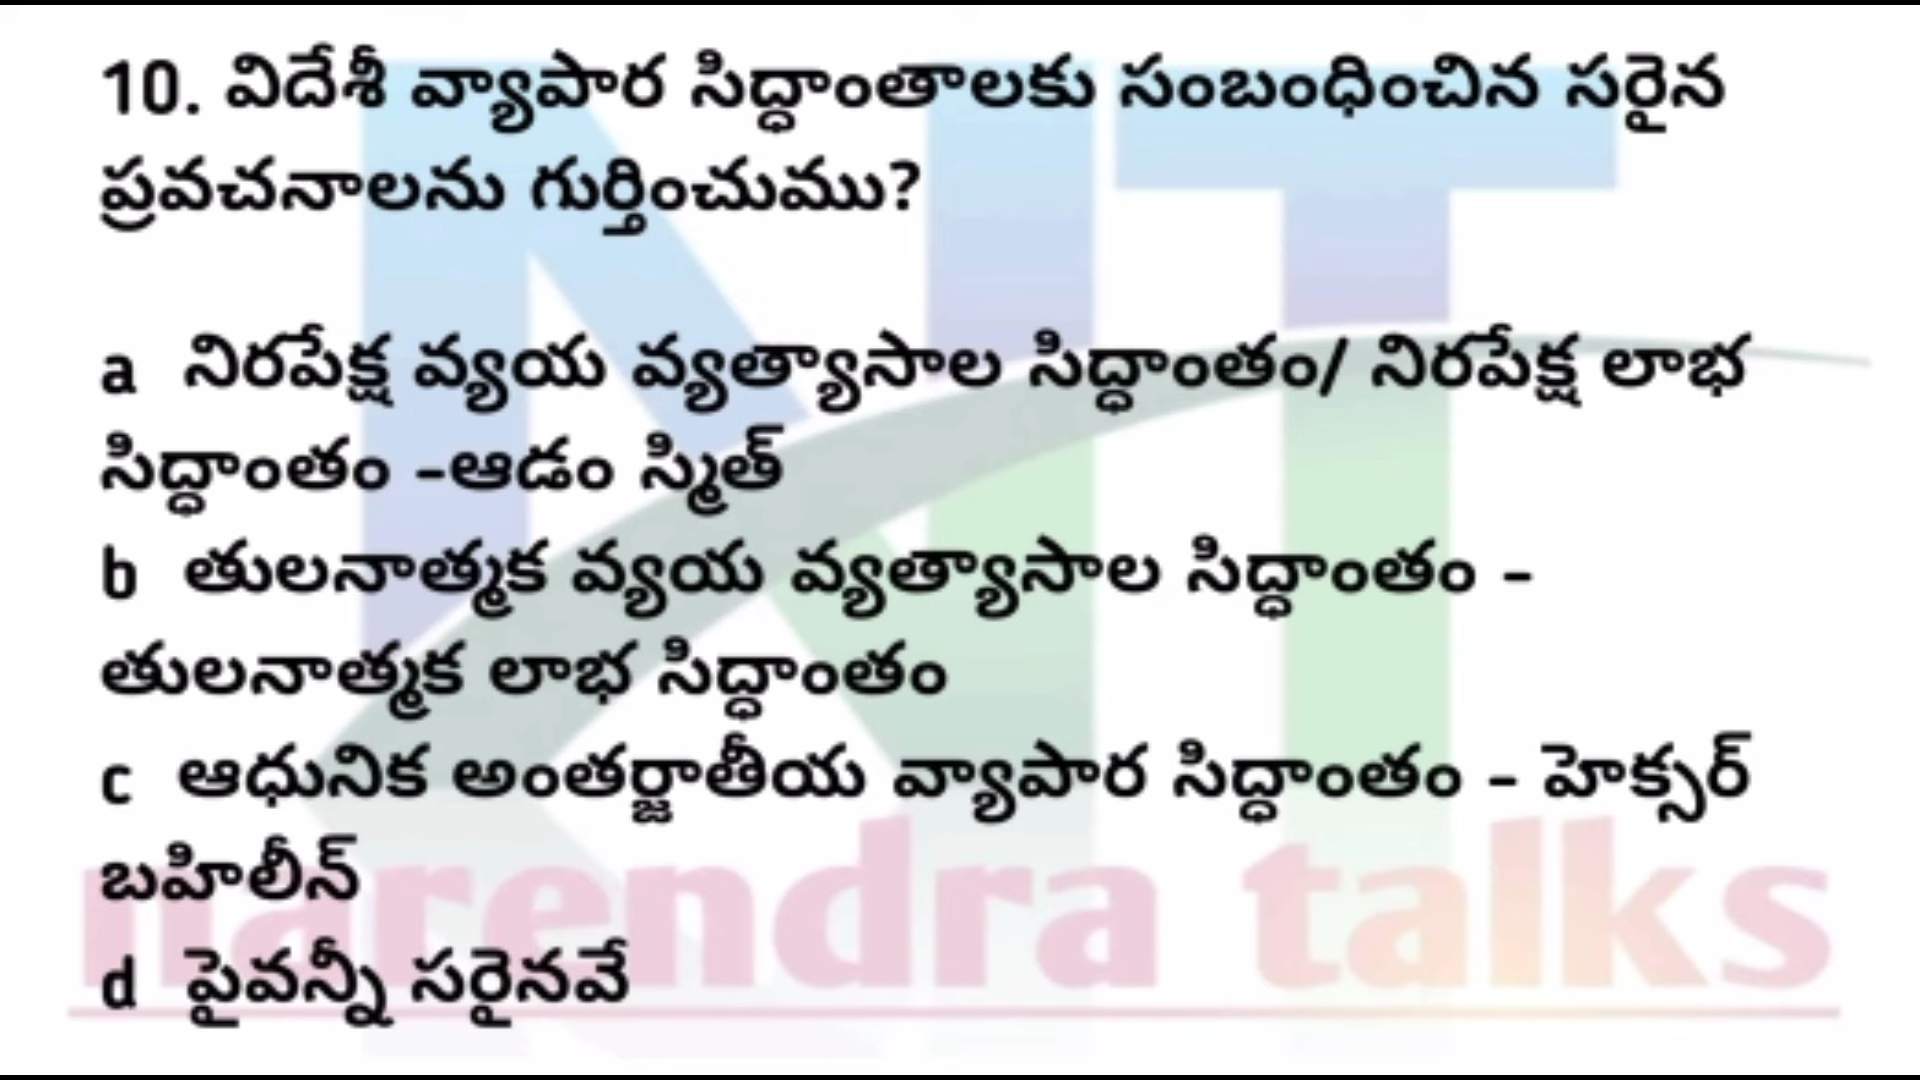 10. విదేశీ వ్యాపార సిద్ధాంతాలకు సంబంధించిన సరైన
ప్రవచనాలను గుర్తించుము?
a నిరపేక్ష వ్యయ వ్యత్యాసాల సిద్ధాంతం/ నిరపేక్ష లాభ
సిద్ధాంతం -ఆడం స్మిత్
b తులనాత్మక వ్యయ వ్యత్యాసాల సిద్ధాంతం -
తులనాత్మక లాభ సిద్ధాంతం
c ఆధునిక అంతర్జాతీయ వ్యాపార సిద్ధాంతం - హెక్సర్
బహిలీన్
d పైవన్నీ సరైనవే
NIT
narendra talks